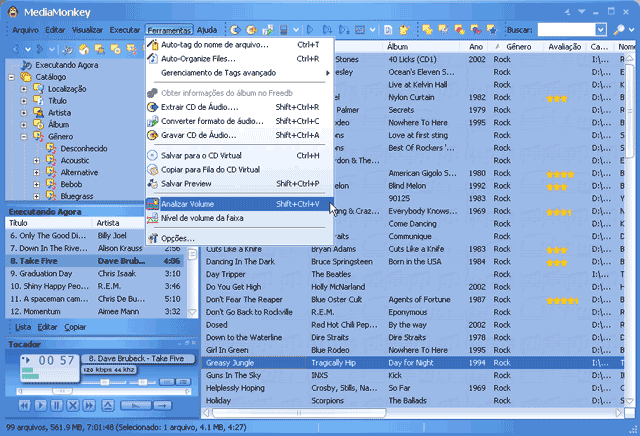 MediaMonkey
Arquivo Editar Visualizar Executar Ferramentas Ajuda Buscar:
Executando Agora
Catálogo
Localização
Título
Artista
Álbum
Gênero
Desconhecido
Acoustic
Alternative
Bebob
Bluegrass
Auto-tag do nome de arquivo... Ctrl+T
Auto-Organize Files... Ctrl+R
Gerenciamento de Tags avançado
Obter informações do álbum no Freedb
Extrair CD de Áudio... Shift+Ctrl+R
Converter formato de áudio... Shift+Ctrl+C
Gravar CD de Áudio... Shift+Ctrl+A
Salvar para o CD Virtual Ctrl+H
Copiar para Fila do CD Virtual
Salvar Preview Shift+Ctrl+P
Analizar Volume Shift+Ctrl+V
Nível de volume da faixa
Opções...
Álbum Ano Gênero Avaliação Ca... Nome
Stones 40 Licks (CD1) 2002 Rock I:\...
esley Ocean's Eleven S... Rock D:\...
Live at Kelvin Hall Rock D:\...
el Nylon Curtain 1982 Rock D:\...
Palmer Secrets 1979 Rock D:\...
odeo Nowhere To Here 1995 Rock D:\...
Love at first sting Rock D:\...
ers Best Of Rockers '... Rock D:\...
Rock D:\...
American Gigolo 1980 Rock D:\...
elon Blind Melon 1992 Rock D:\...
ng & Craz... Everybody Knows... 1969 Rock D:\...
Come Dancing Rock D:\...
aits Communique Rock D:\...
Cuts Like a Knife Bryan Adams Cuts Like a Knife 1983 Rock D:\...
Dancing In The Dark Bruce Springsteen Born in the USA 1984 Rock D:\...
Day Tripper The Beatles Rock I:\...
Do You Get High Holly McNarland Rock D:\...
Don't Fear The Reaper Blue Oster Cult Agents of Fortune 1987 Rock D:\...
Don't Go Back to Rockville R.E.M. Eponymous Rock D:\...
Dosed Red Hot Chili Pep... By the way 2002 Rock D:\...
Down to the Waterline Dire Straits Dire Straits 1978 Rock D:\...
Girl In Green Blue Rodeo Nowhere To Here 1995 Rock D:\...
Greasy Jungle Tragically Hip Day for Night 1994 Rock I:\...
Guns In The Sky INXS Kick Rock D:\...
Helplessly Hoping Crosby, Stills, Na... So Far 1969 Rock D:\...
Holiday Scorpions The Ballads Rock D:\...
Executando Agora
Título Artista
6. Only The Good Di... Billy Joel
7. Down In The Rive... Alison Krauss 2:56
8. Take Five Dave Brub... 4:06
9. Graduation Day Chris Isaak 3:10
10. Shiny Happy Peo... R.E.M. 3:46
11. A spaceman cam... Chris De Bu...
12. Momentum Aimee Mann 3:32
Lista Editar Copiar
Tocador
00 57
8. Dave Brubeck - Take Five
128 kbps 44 khz
99 arquivos, 561.9 MB, 7:01:48 (Selecionado: 1 arquivo, 4.1 MB, 4:27)